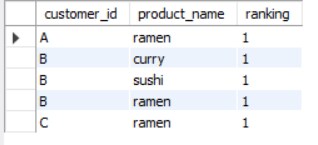 customer_id product_name ranking
A ramen 1
B curry 1
B sushi 1
B ramen 1
C ramen 1